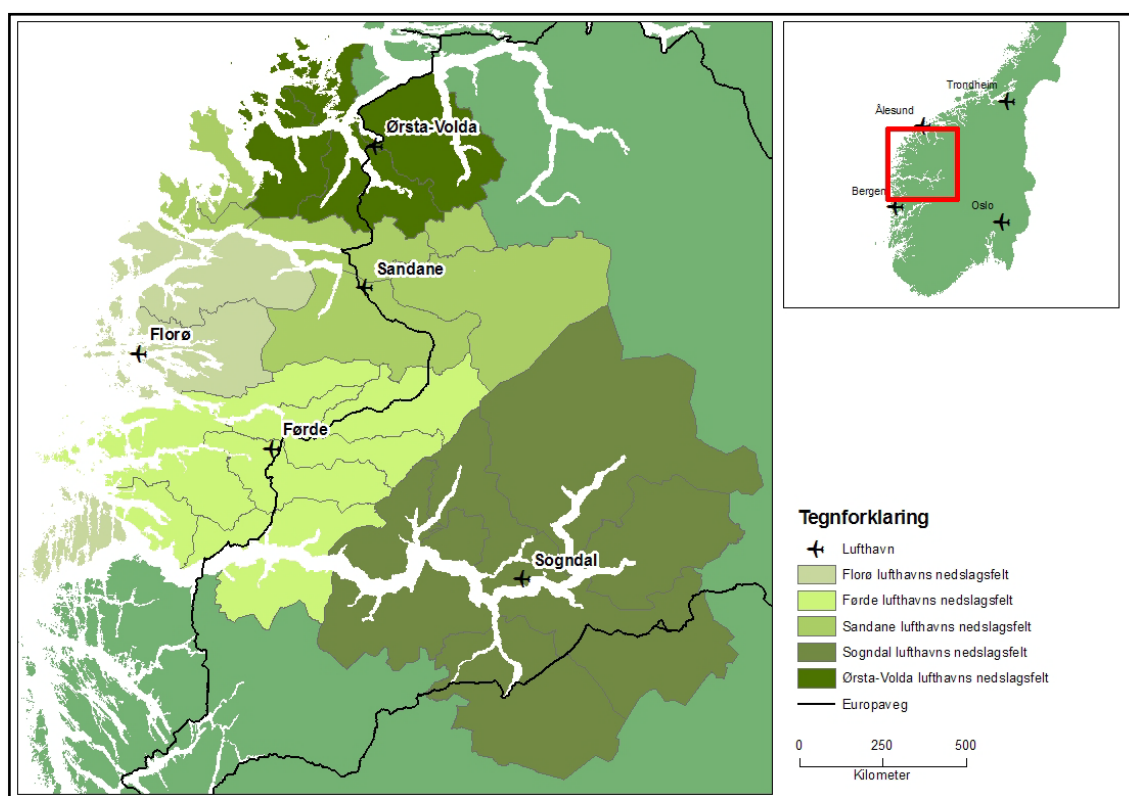 Ørsta-Volda
Sandane
Florø
Førde
Sogndal
Trondheim
Ålesund
Bergen
Oslo
Tegnforklaring
Lufthavn
Florø lufthavns nedslagsfelt
Førde lufthavns nedslagsfelt
Sandane lufthavns nedslagsfelt
Sogndal lufthavns nedslagsfelt
Ørsta-Volda lufthavns nedslagsfelt
Europaveg
0 250 500
Kilometer